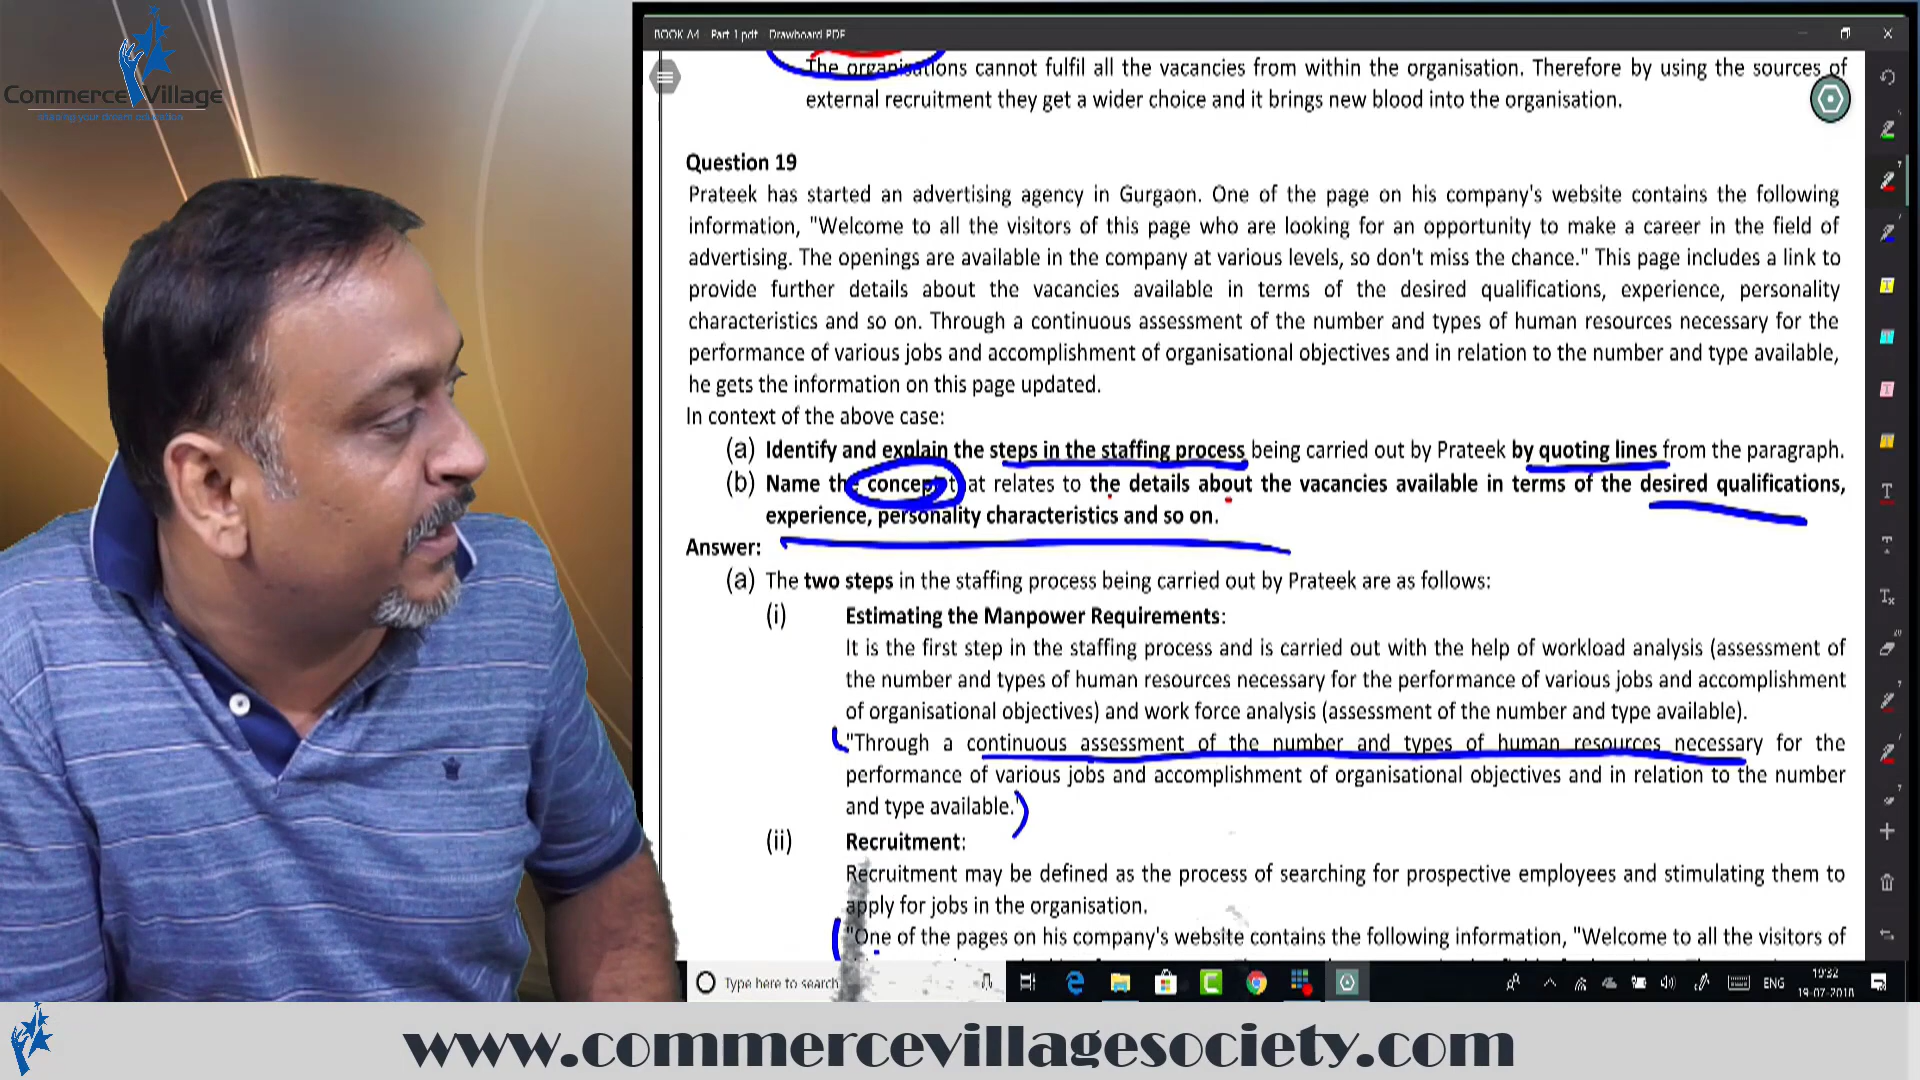 BOOK A4 - Part 1.pdf - Drawboard PDF
Commerce Village
The organisations cannot fulfil all the vacancies from within the organisation. Therefore by using the sources of
external recruitment they get a wider choice and it brings new blood into the organisation.
Question 19
Prateek has started an advertising agency in Gurgaon. One of the page on his company's website contains the following
information, "Welcome to all the visitors of this page who are looking for an opportunity to make a career in the field of
advertising. The openings are available in the company at various levels, so don't miss the chance." This page includes a link to
provide further details about the vacancies available in terms of the desired qualifications, experience, personality
characteristics and so on. Through a continuous assessment of the number and types of human resources necessary for the
performance of various jobs and accomplishment of organisational objectives and in relation to the number and type available,
he gets the information on this page updated.
In context of the above case:
(a) Identify and explain the steps in the staffing process being carried out by Prateek by quoting lines from the paragraph.
(b) Name the concept at relates to the details about the vacancies available in terms of the desired qualifications,
experience, personality characteristics and so on.
Answer:
(a) The two steps in the staffing process being carried out by Prateek are as follows:
(i) Estimating the Manpower Requirements:
It is the first step in the staffing process and is carried out with the help of workload analysis (assessment of
the number and types of human resources necessary for the performance of various jobs and accomplishment
of organisational objectives) and work force analysis (assessment of the number and type available).
"Through a continuous assessment of the number and types of human resources necessary for the
performance of various jobs and accomplishment of organisational objectives and in relation to the number
and type available."
(ii) Recruitment:
Recruitment may be defined as the process of searching for prospective employees and stimulating them to
apply for jobs in the organisation.
"One of the pages on his company's website contains the following information, "Welcome to all the visitors of
Type here to search
ENG
19:32
19-07-2018
www.commercevillagesociety.com